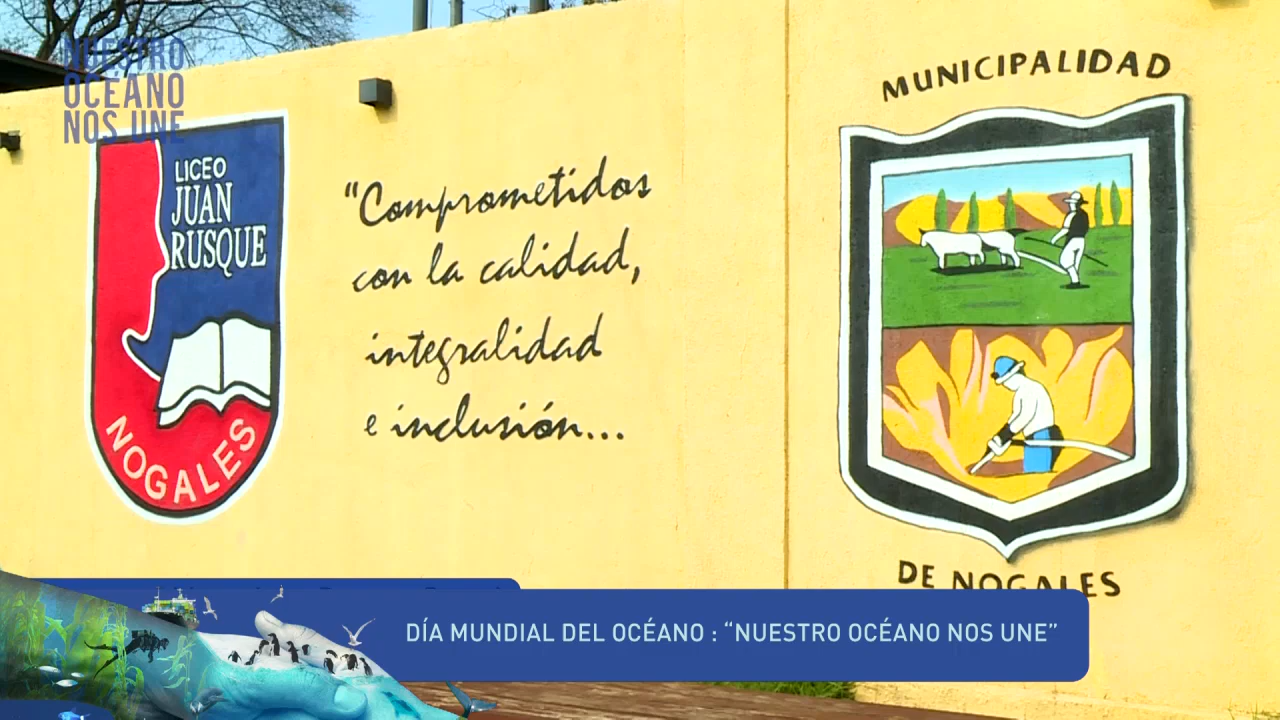 NUESTRO
OCÉANO
NOS UNE
LICEO
JUAN
RUSQUE
NOGALES
"Comprometidos
con la calidad,
integralidad
e inclusión...
MUNICIPALIDAD
DE NOGALES
DÍA MUNDIAL DEL OCÉANO : “NUESTRO OCÉANO NOS UNE”